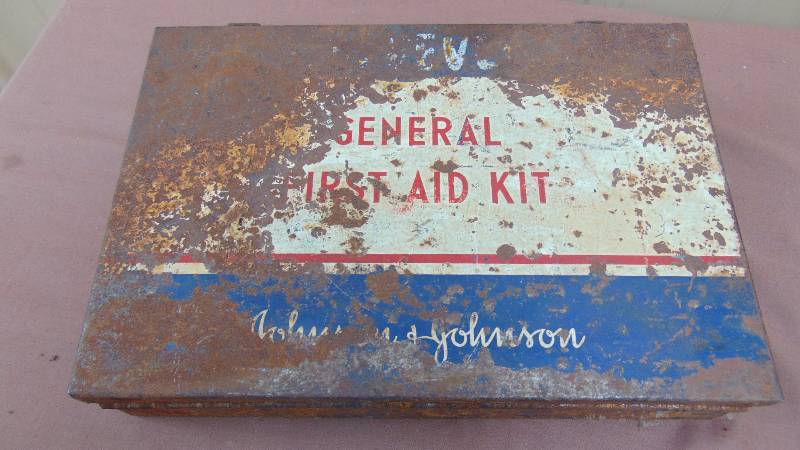 GENERAL
FIRST AID KIT
Johnson & Johnson